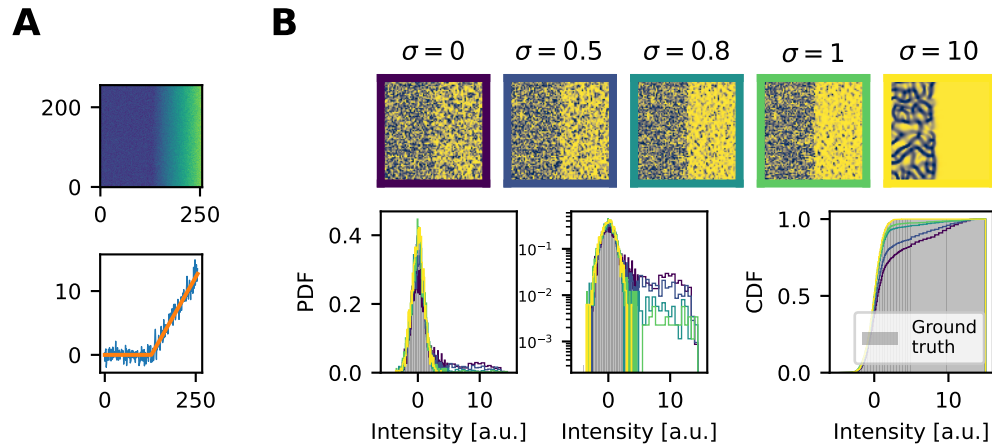 A
B
σ = 0
σ = 0.5
σ = 0.8
σ = 1
σ = 10
200
0
0
250
10
0
0
250
PDF
0.4
0.2
0.0
0
10
Intensity [a.u.]
10⁻¹
10⁻²
10⁻³
0
10
Intensity [a.u.]
CDF
1.0
0.5
0.0
Ground
truth
0
10
Intensity [a.u.]